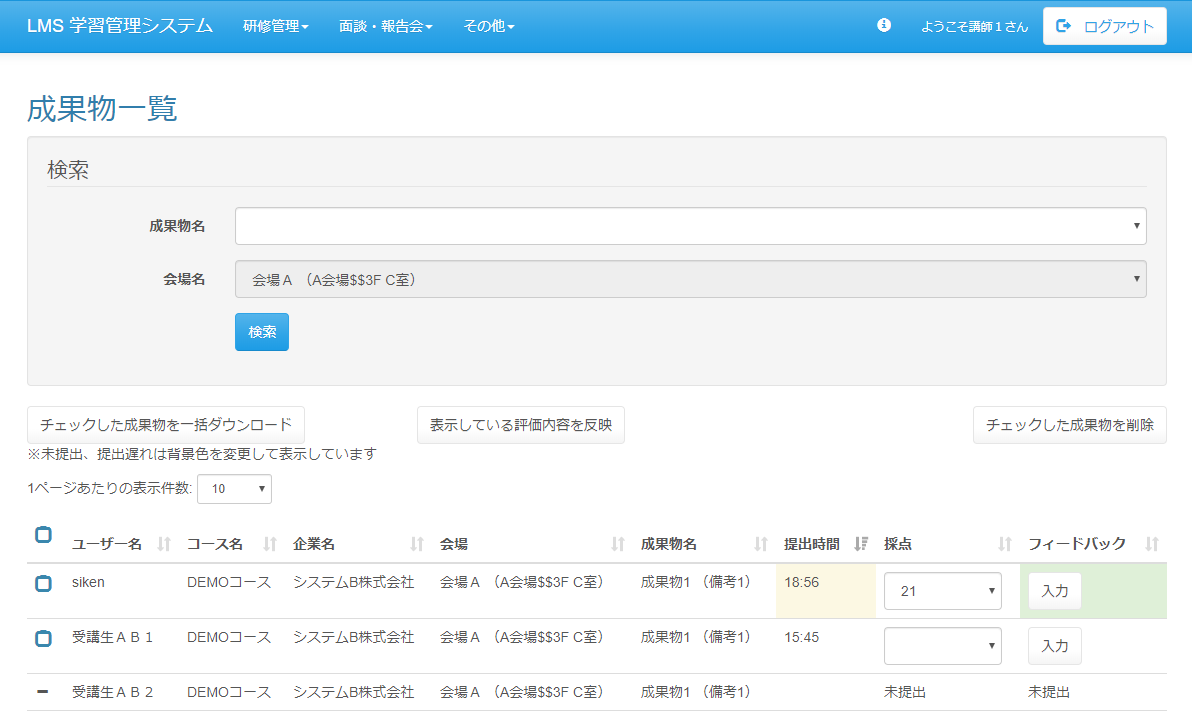 LMS 学習管理システム 研修管理 面談・報告会 その他 ようこそ講師１さん ログアウト
成果物一覧
検索
成果物名
会場名 会場Ａ （A会場$$3F C室）
検索
チェックした成果物を一括ダウンロード 表示している評価内容を反映 チェックした成果物を削除
※未提出、提出遅れは背景色を変更して表示しています
1ページあたりの表示件数: 10
ユーザー名 コース名 企業名 会場 成果物名 提出時間 採点 フィードバック
siken DEMOコース システムB株式会社 会場Ａ （A会場$$3F C室） 成果物1 （備考1） 18:56 21 入力
受講生ＡＢ１ DEMOコース システムB株式会社 会場Ａ （A会場$$3F C室） 成果物1 （備考1） 15:45 入力
受講生ＡＢ２ DEMOコース システムB株式会社 会場Ａ （A会場$$3F C室） 成果物1 （備考1） 未提出 未提出